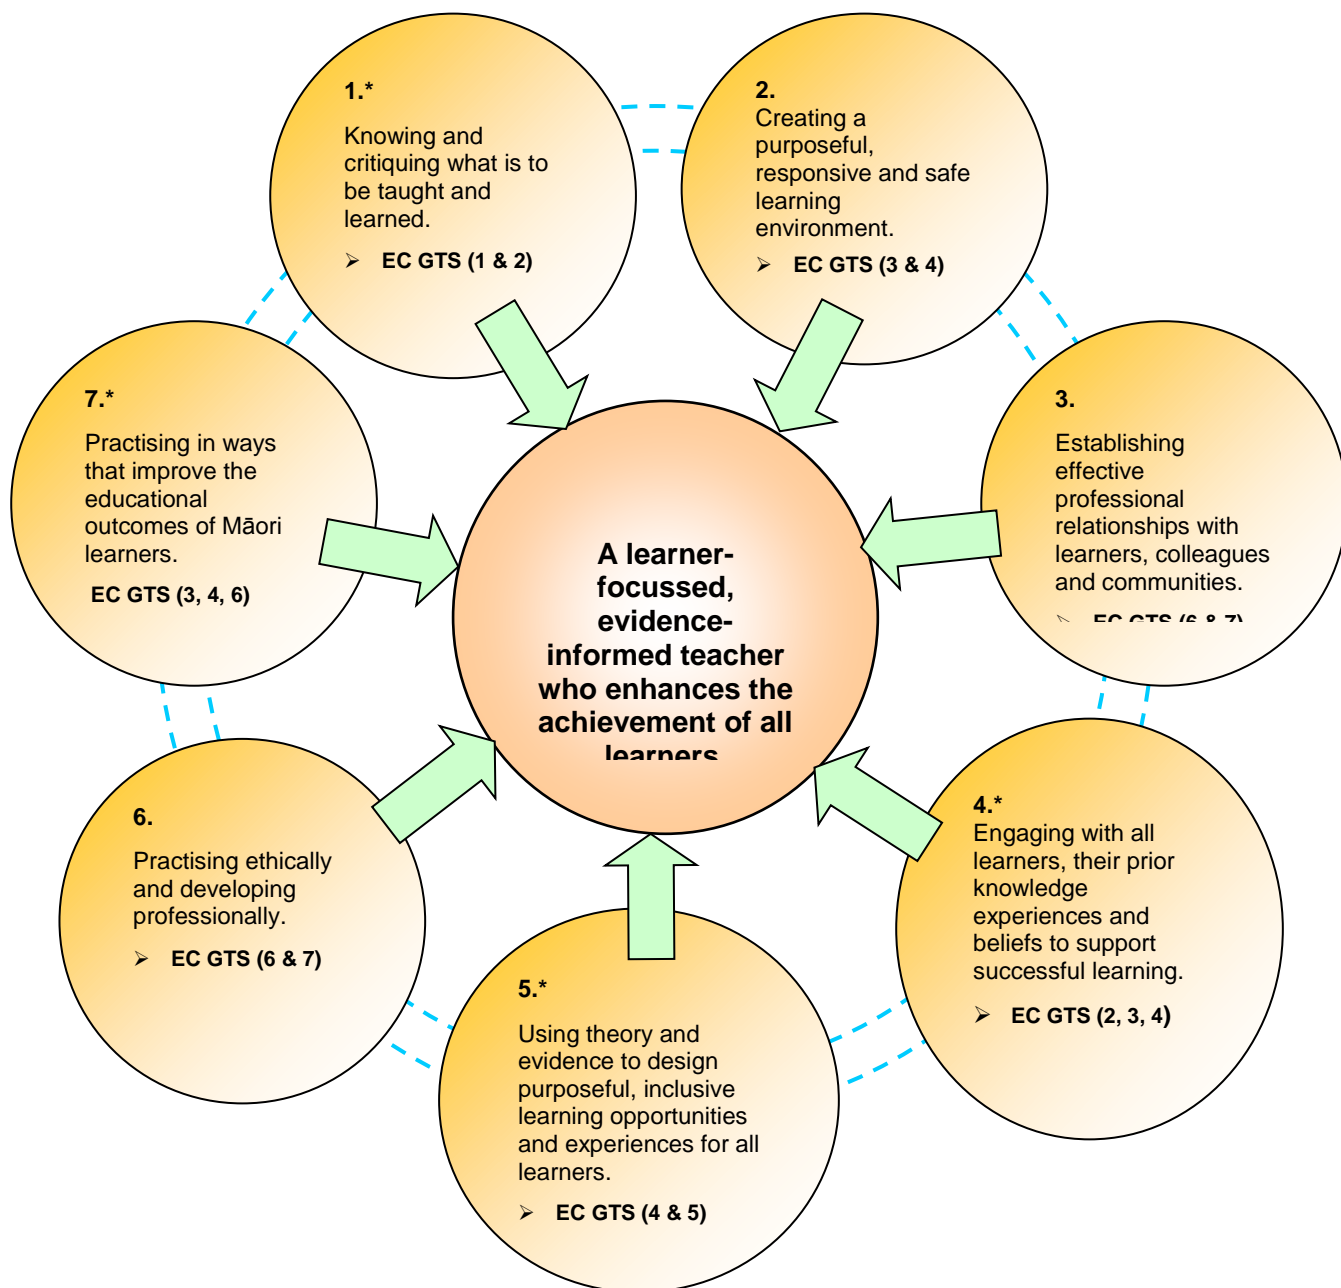 1.*
Knowing and
critiquing what is to
be taught and
learned.
➢ EC GTS (1 & 2)
2.
Creating a
purposeful,
responsive and safe
learning
environment.
➢ EC GTS (3 & 4)
3.
Establishing
effective
professional
relationships with
learners, colleagues
and communities.
➢ EC GTS (6 & 7)
4.*
Engaging with all
learners, their prior
knowledge
experiences and
beliefs to support
successful learning.
➢ EC GTS (2, 3, 4)
5.*
Using theory and
evidence to design
purposeful, inclusive
learning opportunities
and experiences for all
learners.
➢ EC GTS (4 & 5)
6.
Practising ethically
and developing
professionally.
➢ EC GTS (6 & 7)
7.*
Practising in ways
that improve the
educational
outcomes of Māori
learners.
EC GTS (3, 4, 6)
A learner-
focussed,
evidence-
informed teacher
who enhances the
achievement of all
learners